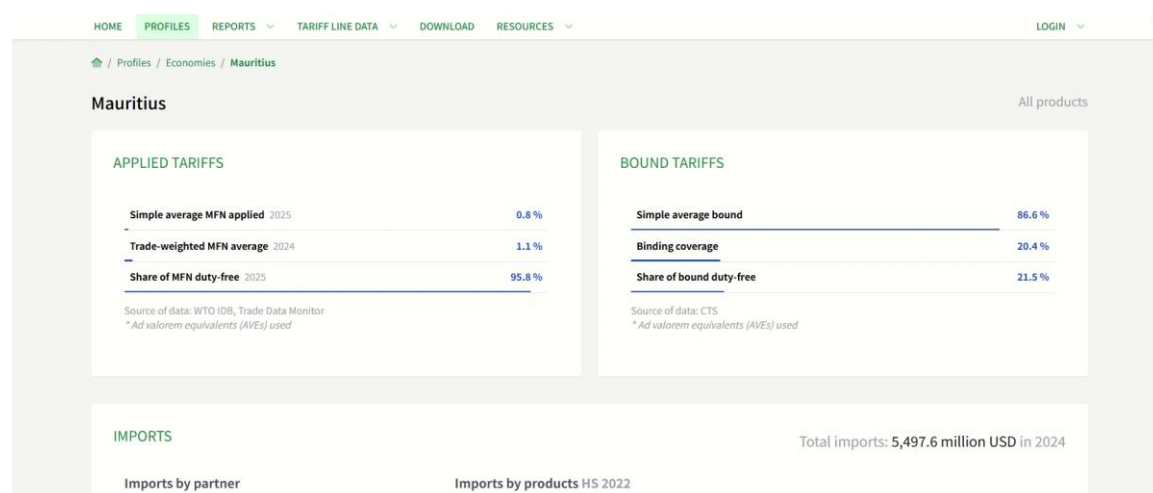 HOME PROFILES REPORTS TARIFF LINE DATA DOWNLOAD RESOURCES LOGIN
/ Profiles / Economies / Mauritius
Mauritius
All products
APPLIED TARIFFS
Simple average MFN applied 2025 0.8 %
Trade-weighted MFN average 2024 1.1 %
Share of MFN duty-free 2025 95.8 %
Source of data: WTO IDB, Trade Data Monitor
* Ad valorem equivalents (AVEs) used
BOUND TARIFFS
Simple average bound 86.6 %
Binding coverage 20.4 %
Share of bound duty-free 21.5 %
Source of data: CTS
* Ad valorem equivalents (AVEs) used
IMPORTS
Total imports: 5,497.6 million USD in 2024
Imports by partner
Imports by products HS 2022